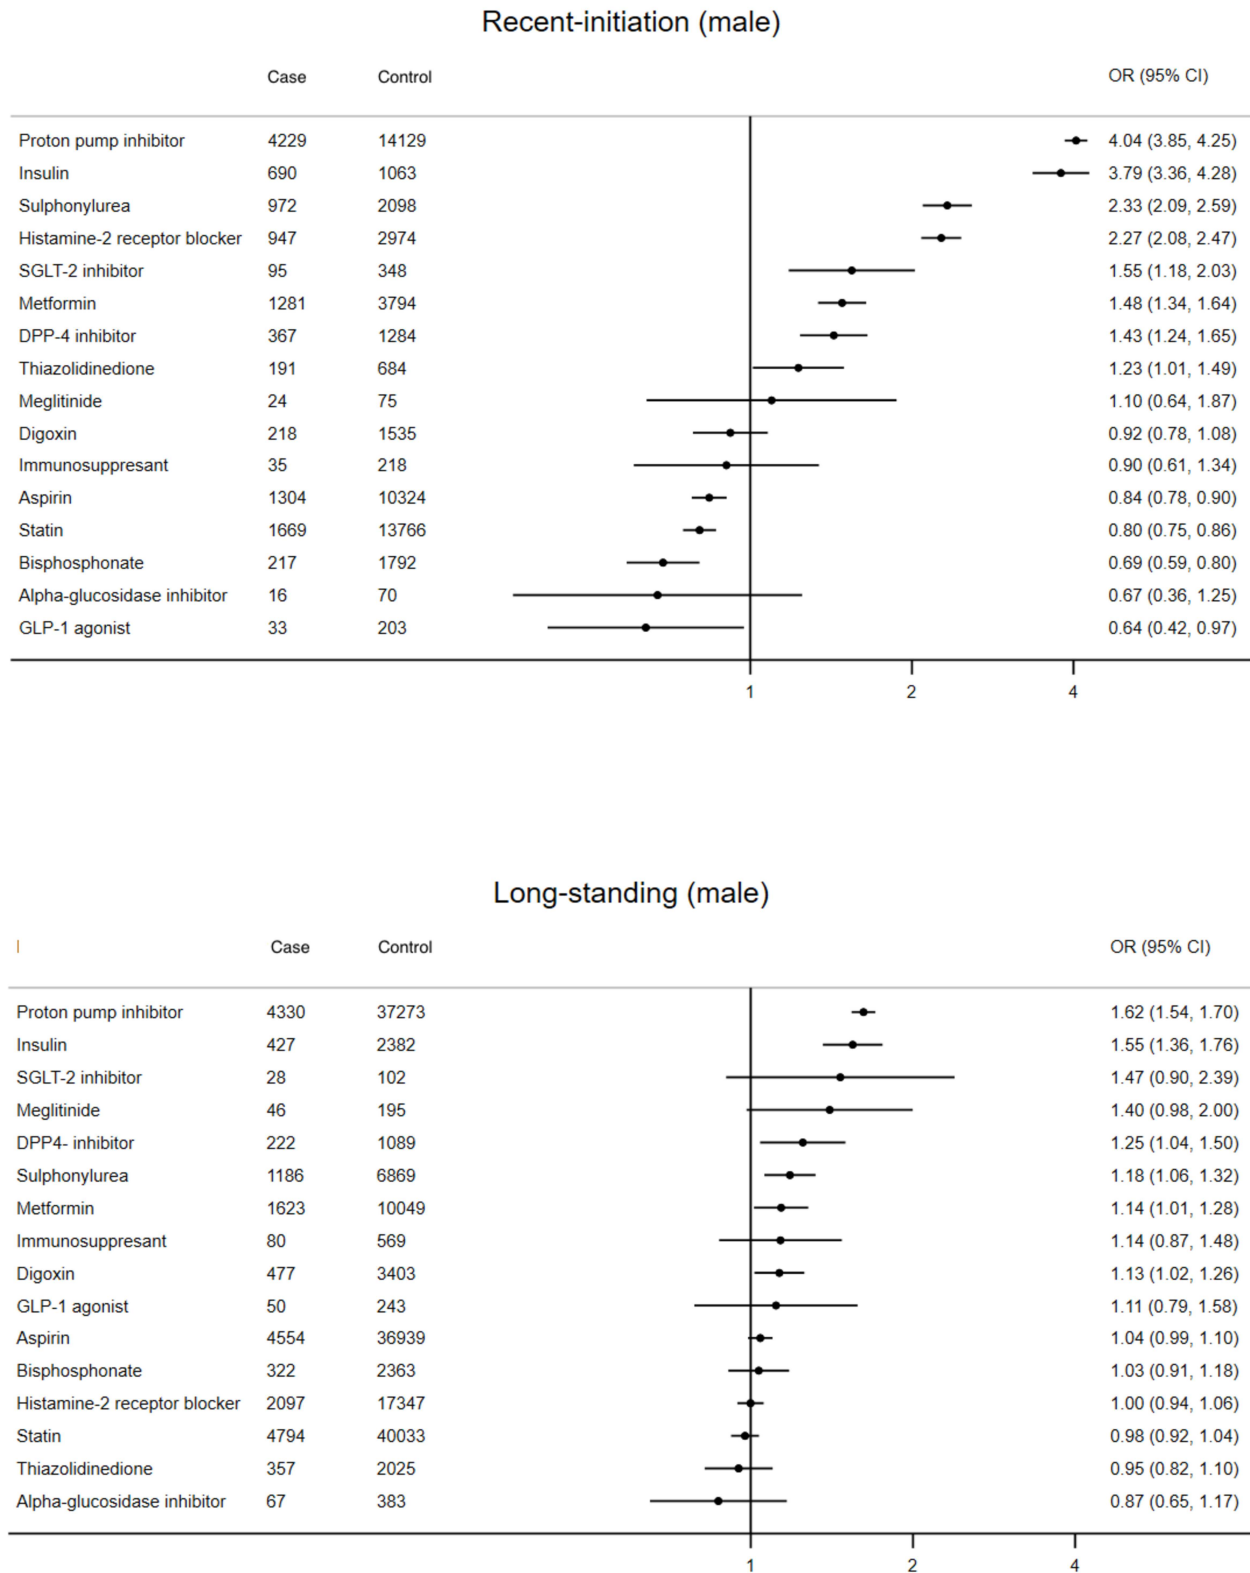 Recent-initiation (male)
Case Control OR (95% CI)
Proton pump inhibitor 4229 14129 4.04 (3.85, 4.25)
Insulin 690 1063 3.79 (3.36, 4.28)
Sulphonylurea 972 2098 2.33 (2.09, 2.59)
Histamine-2 receptor blocker 947 2974 2.27 (2.08, 2.47)
SGLT-2 inhibitor 95 348 1.55 (1.18, 2.03)
Metformin 1281 3794 1.48 (1.34, 1.64)
DPP-4 inhibitor 367 1284 1.43 (1.24, 1.65)
Thiazolidinedione 191 684 1.23 (1.01, 1.49)
Meglitinide 24 75 1.10 (0.64, 1.87)
Digoxin 218 1535 0.92 (0.78, 1.08)
Immunosuppresant 35 218 0.90 (0.61, 1.34)
Aspirin 1304 10324 0.84 (0.78, 0.90)
Statin 1669 13766 0.80 (0.75, 0.86)
Bisphosphonate 217 1792 0.69 (0.59, 0.80)
Alpha-glucosidase inhibitor 16 70 0.67 (0.36, 1.25)
GLP-1 agonist 33 203 0.64 (0.42, 0.97)
1 2 4
Long-standing (male)
Case Control OR (95% CI)
Proton pump inhibitor 4330 37273 1.62 (1.54, 1.70)
Insulin 427 2382 1.55 (1.36, 1.76)
SGLT-2 inhibitor 28 102 1.47 (0.90, 2.39)
Meglitinide 46 195 1.40 (0.98, 2.00)
DPP4- inhibitor 222 1089 1.25 (1.04, 1.50)
Sulphonylurea 1186 6869 1.18 (1.06, 1.32)
Metformin 1623 10049 1.14 (1.01, 1.28)
Immunosuppresant 80 569 1.14 (0.87, 1.48)
Digoxin 477 3403 1.13 (1.02, 1.26)
GLP-1 agonist 50 243 1.11 (0.79, 1.58)
Aspirin 4554 36939 1.04 (0.99, 1.10)
Bisphosphonate 322 2363 1.03 (0.91, 1.18)
Histamine-2 receptor blocker 2097 17347 1.00 (0.94, 1.06)
Statin 4794 40033 0.98 (0.92, 1.04)
Thiazolidinedione 357 2025 0.95 (0.82, 1.10)
Alpha-glucosidase inhibitor 67 383 0.87 (0.65, 1.17)
1 2 4